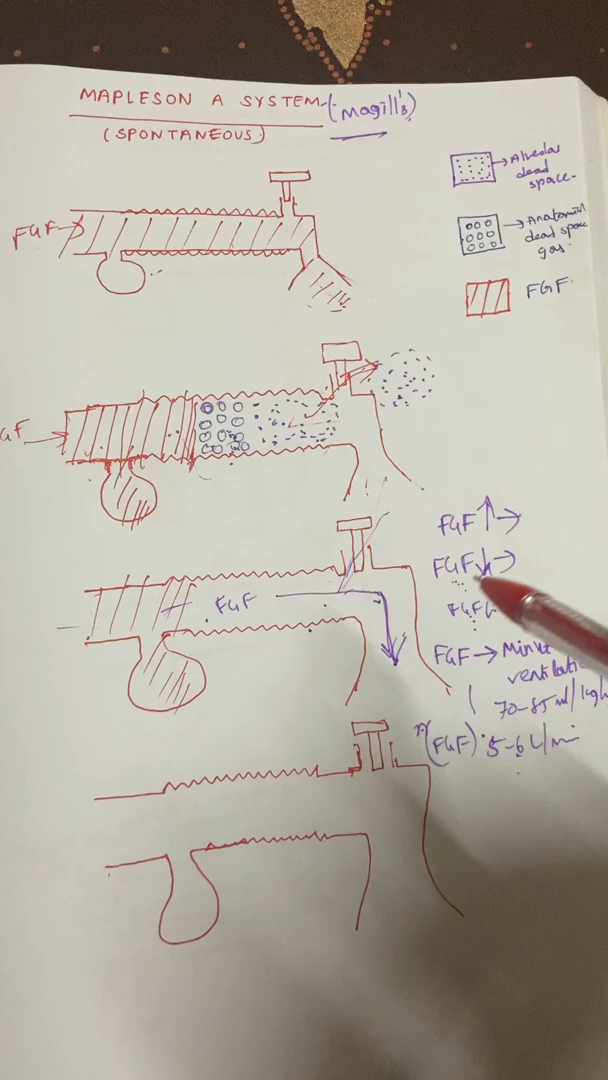 MAPLESON A SYSTEM-(Magill's)
(SPONTANEOUS)
Alveolar
dead
space-
Anatomical
dead space
gas.
FGF.
FGF
FGF
FGF↑→
FGF↓→
FGF
FGF → Minute
ventilation
70-85 ml/kg/
(FGF) 5-6 L/min